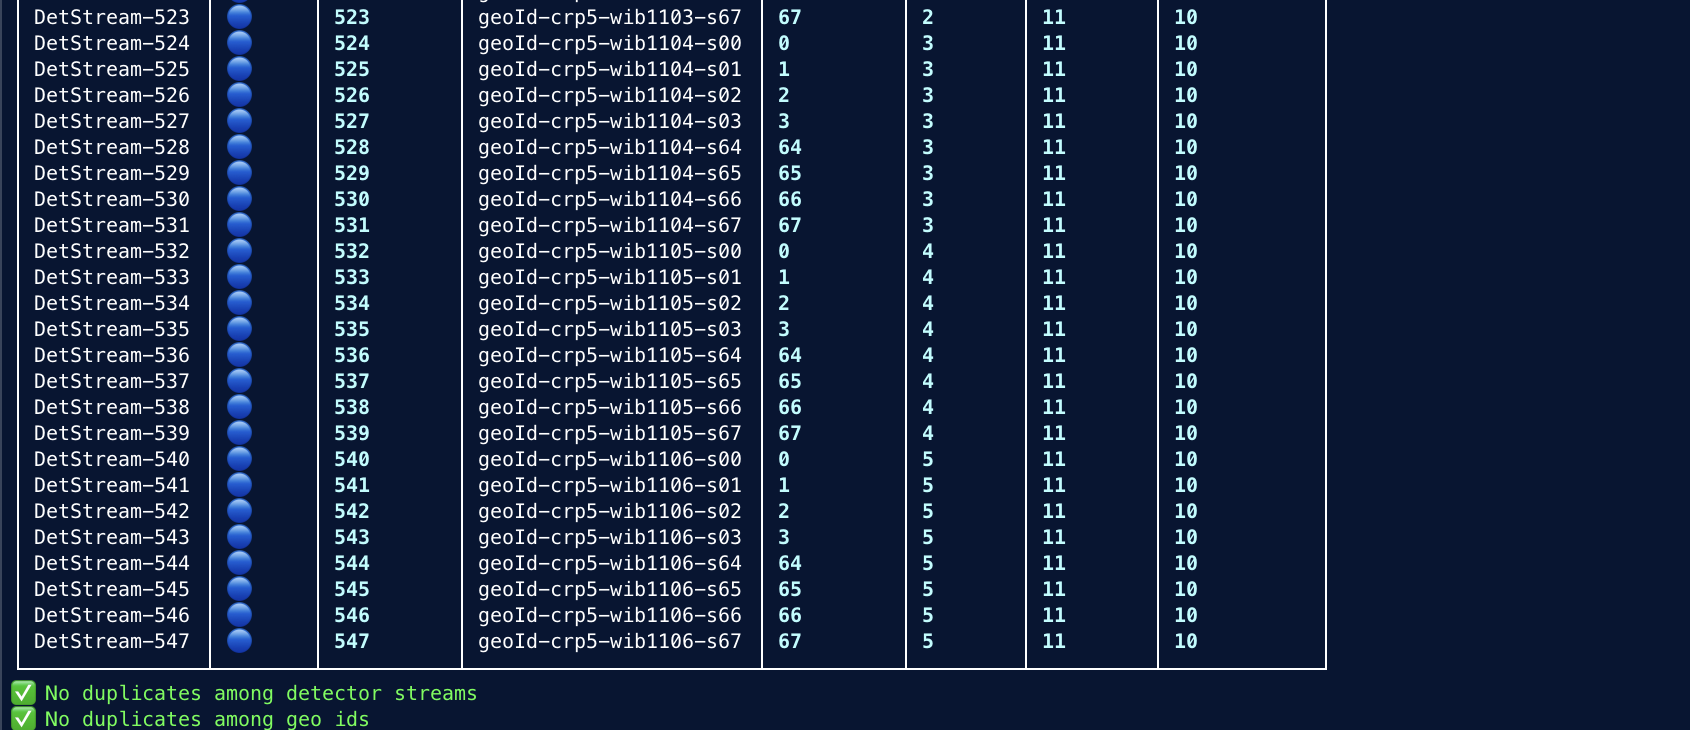 DetStream-523 523 geoId-crp5-wib1103-s67 67 2 11 10
DetStream-524 524 geoId-crp5-wib1104-s00 0 3 11 10
DetStream-525 525 geoId-crp5-wib1104-s01 1 3 11 10
DetStream-526 526 geoId-crp5-wib1104-s02 2 3 11 10
DetStream-527 527 geoId-crp5-wib1104-s03 3 3 11 10
DetStream-528 528 geoId-crp5-wib1104-s64 64 3 11 10
DetStream-529 529 geoId-crp5-wib1104-s65 65 3 11 10
DetStream-530 530 geoId-crp5-wib1104-s66 66 3 11 10
DetStream-531 531 geoId-crp5-wib1104-s67 67 3 11 10
DetStream-532 532 geoId-crp5-wib1105-s00 0 4 11 10
DetStream-533 533 geoId-crp5-wib1105-s01 1 4 11 10
DetStream-534 534 geoId-crp5-wib1105-s02 2 4 11 10
DetStream-535 535 geoId-crp5-wib1105-s03 3 4 11 10
DetStream-536 536 geoId-crp5-wib1105-s64 64 4 11 10
DetStream-537 537 geoId-crp5-wib1105-s65 65 4 11 10
DetStream-538 538 geoId-crp5-wib1105-s66 66 4 11 10
DetStream-539 539 geoId-crp5-wib1105-s67 67 4 11 10
DetStream-540 540 geoId-crp5-wib1106-s00 0 5 11 10
DetStream-541 541 geoId-crp5-wib1106-s01 1 5 11 10
DetStream-542 542 geoId-crp5-wib1106-s02 2 5 11 10
DetStream-543 543 geoId-crp5-wib1106-s03 3 5 11 10
DetStream-544 544 geoId-crp5-wib1106-s64 64 5 11 10
DetStream-545 545 geoId-crp5-wib1106-s65 65 5 11 10
DetStream-546 546 geoId-crp5-wib1106-s66 66 5 11 10
DetStream-547 547 geoId-crp5-wib1106-s67 67 5 11 10
No duplicates among detector streams
No duplicates among geo ids